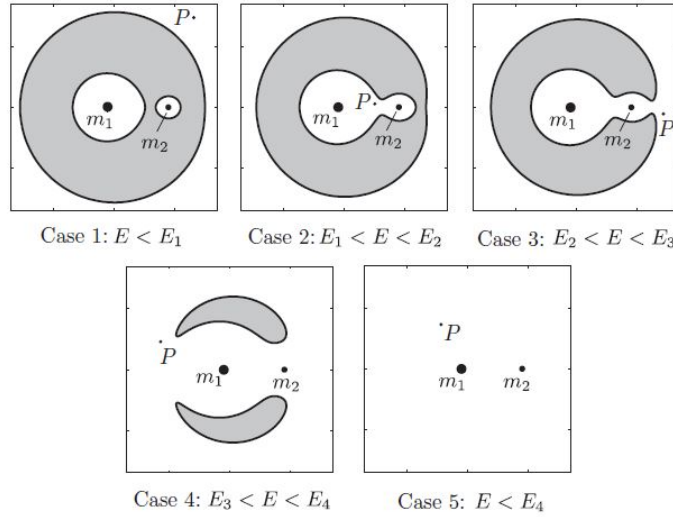 P
m₁
m₂
Case 1: E < E₁
P
m₁
m₂
Case 2: E₁ < E < E₂
m₁
m₂
P
Case 3: E₂ < E < E₃
P
m₁
m₂
Case 4: E₃ < E < E₄
P
m₁
m₂
Case 5: E < E₄